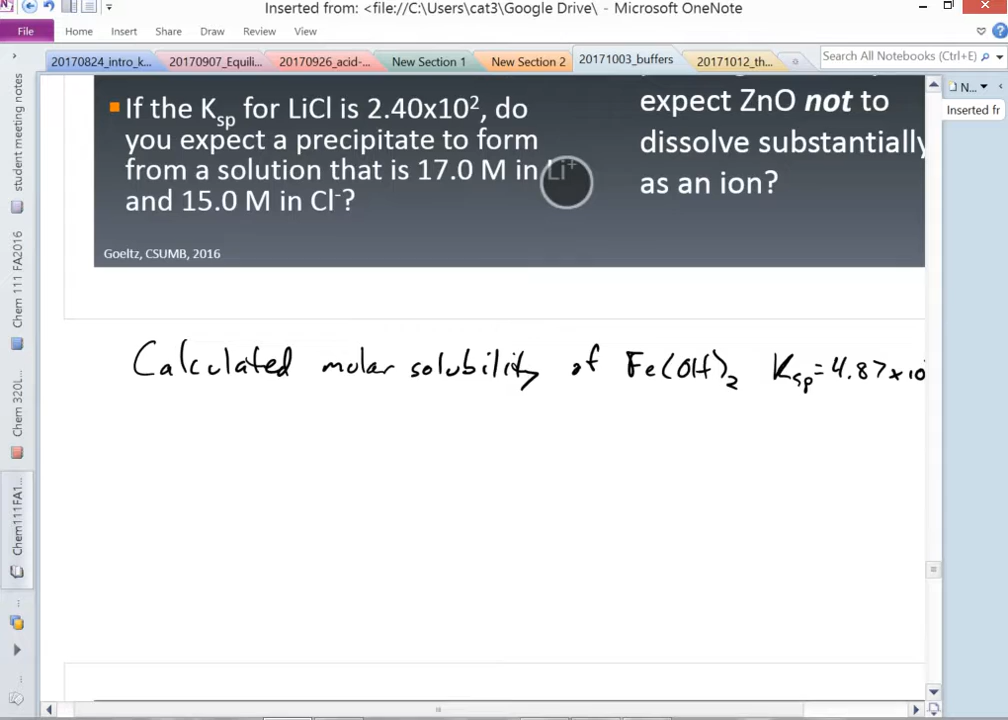 Inserted from: <file://C:\Users\cat3\Google Drive\ - Microsoft OneNote
File Home Insert Share Draw Review View
20170824_intro_k... 20170907_Equili... 20170926_acid-... New Section 1 New Section 2 20171003_buffers 20171012_th... Search All Notebooks (Ctrl+E)
N...
Inserted fr
student meeting notes
Chem 111 FA2016
Chem 320L
Chem111FA1
If the Ksp for LiCl is 2.40x10², do
you expect a precipitate to form
from a solution that is 17.0 M in Li⁺
and 15.0 M in Cl⁻?
expect ZnO not to
dissolve substantially
as an ion?
Goeltz, CSUMB, 2016
Calculated molar solubility of Fe(OH)₂ Ksp=4.87x10